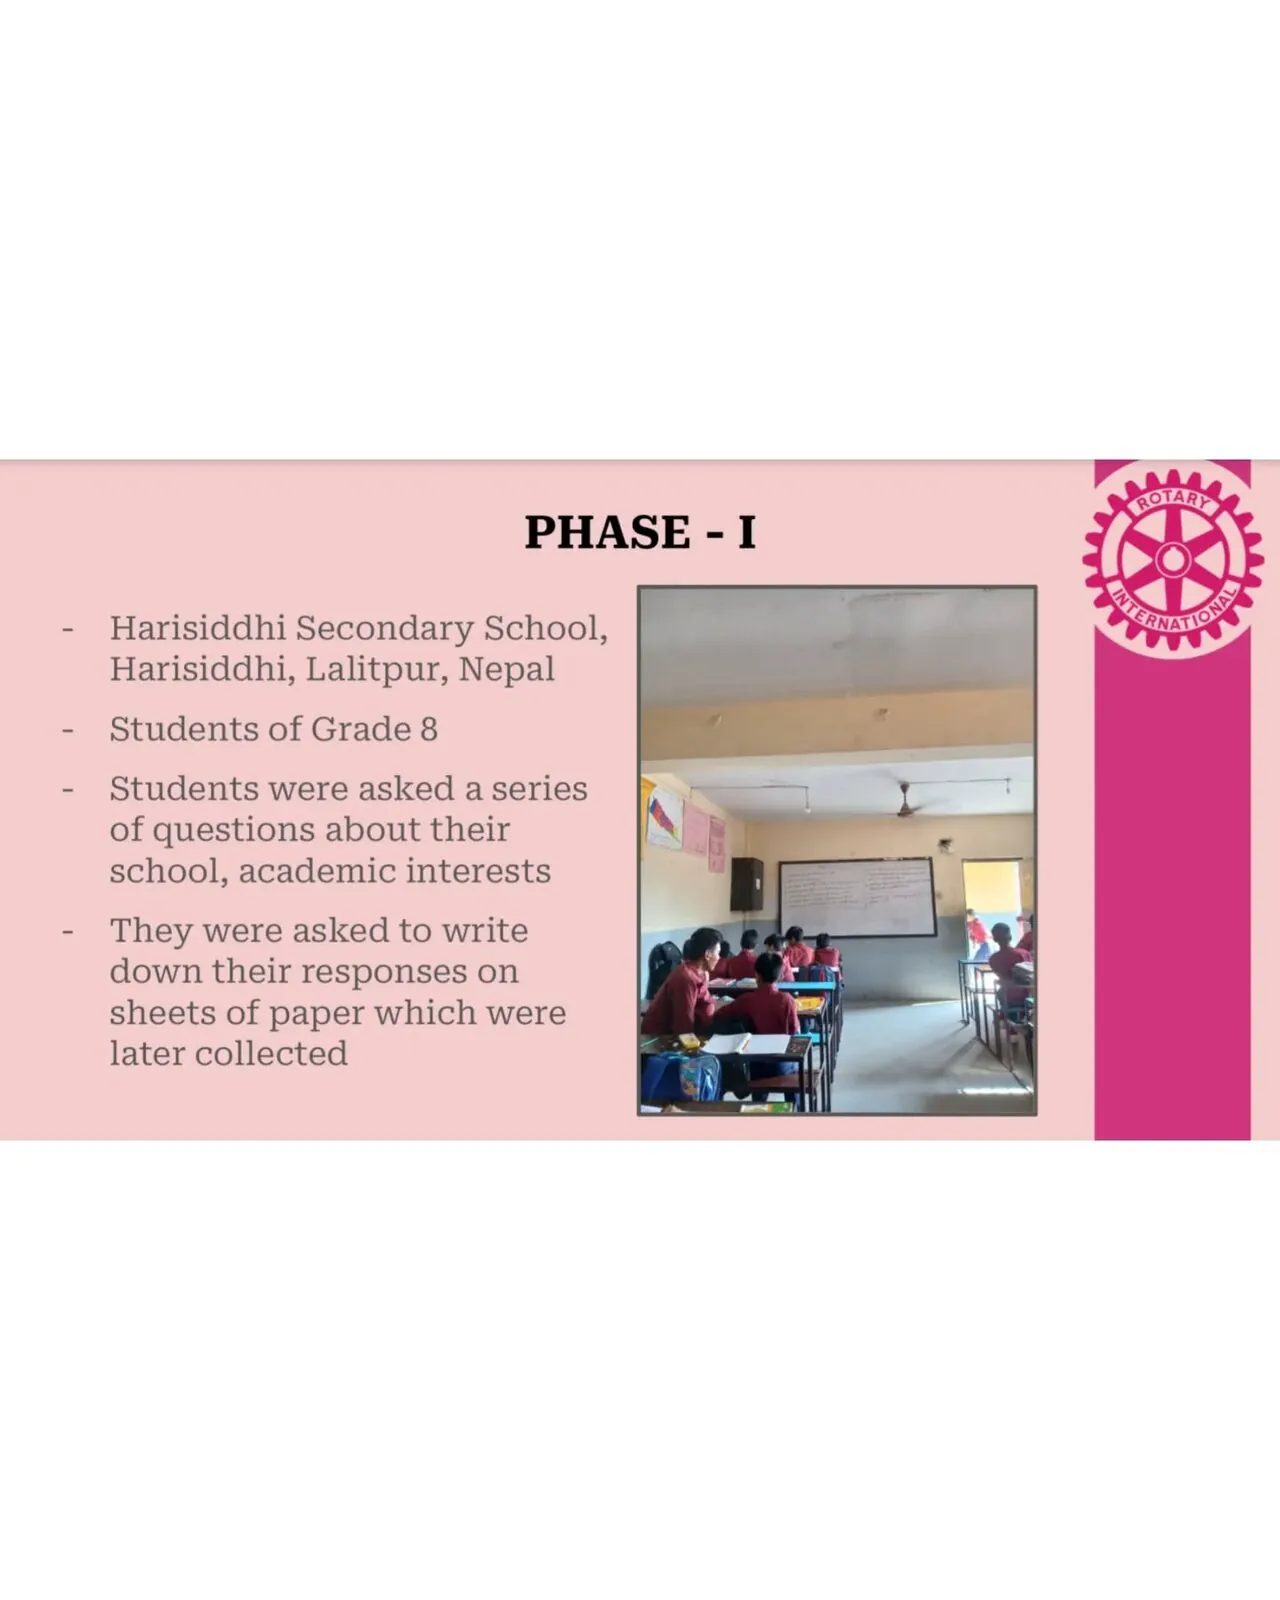 PHASE - I
ROTARY
INTERNATIONAL
- Harisiddhi Secondary School,
Harisiddhi, Lalitpur, Nepal
- Students of Grade 8
- Students were asked a series
of questions about their
school, academic interests
- They were asked to write
down their responses on
sheets of paper which were
later collected